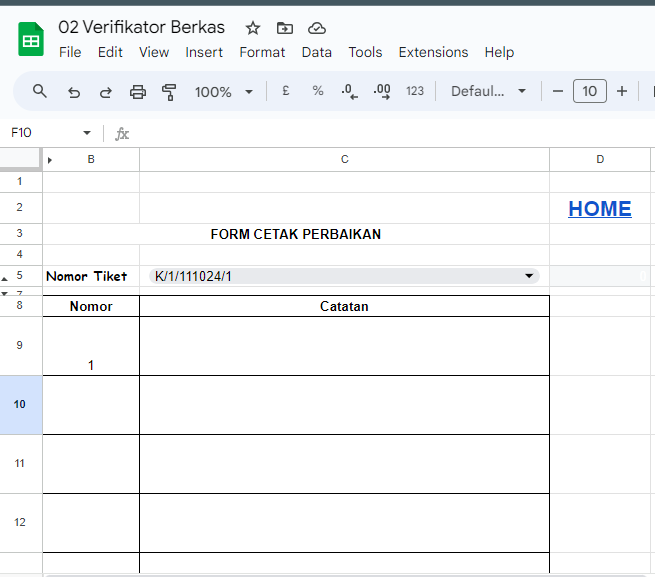 02 Verifikator Berkas
File Edit View Insert Format Data Tools Extensions Help
100% £ % .0 .00 123 Defaul... − 10 +
F10 fx
B C D
1
2 HOME
3 FORM CETAK PERBAIKAN
4
5 Nomor Tiket K/1/111024/1
7
8 Nomor Catatan
9 1
10
11
12